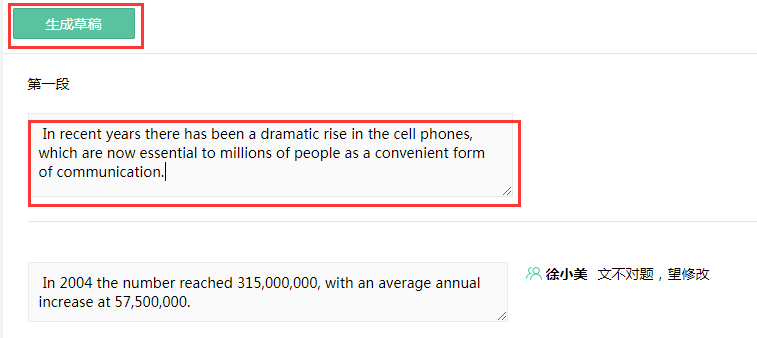 生成草稿
第一段
In recent years there has been a dramatic rise in the cell phones,
which are now essential to millions of people as a convenient form
of communication.
In 2004 the number reached 315,000,000, with an average annual
increase at 57,500,000.
徐小美 文不对题，望修改